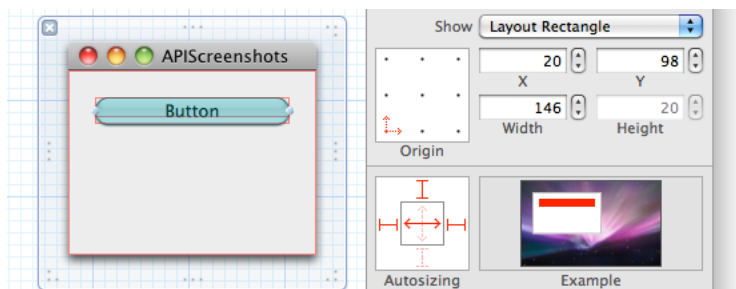 APIScreenshots
Button
Show Layout Rectangle
20 98
X Y
146 20
Width Height
Origin
Autosizing Example